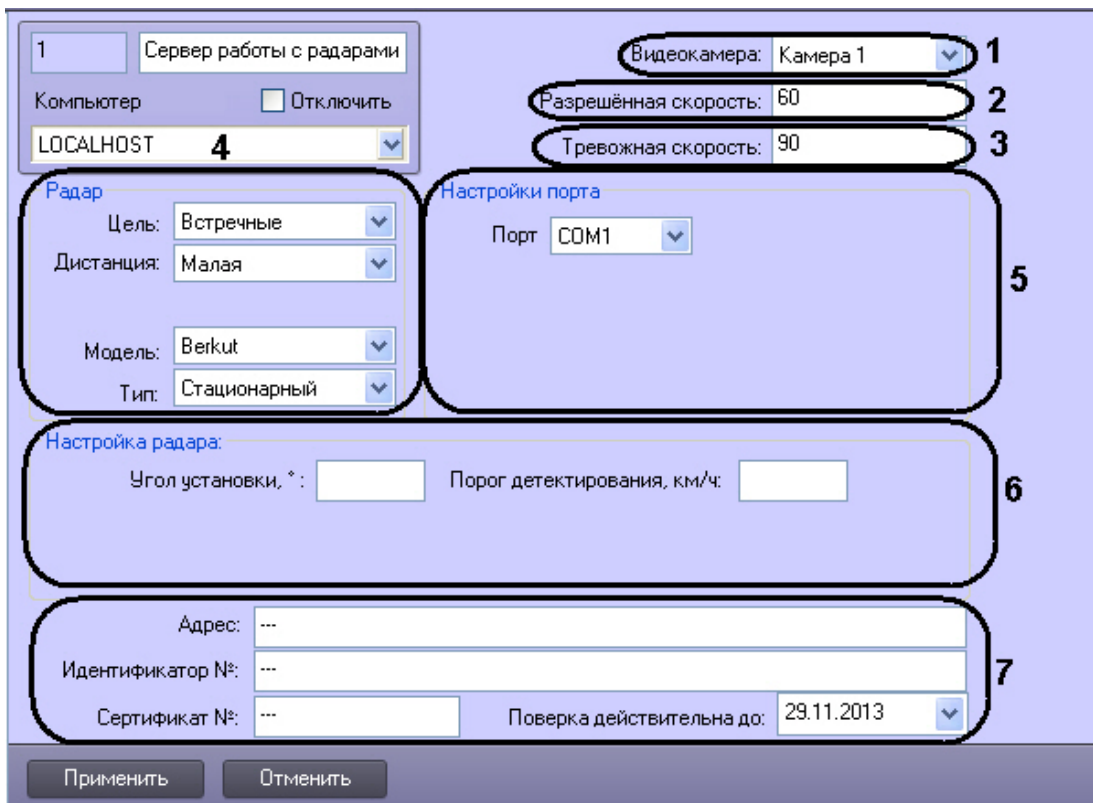 1 Сервер работы с радарами
Видеокамера: Камера 1 1
Компьютер Отключить
Разрешённая скорость: 60 2
LOCALHOST 4
Тревожная скорость: 90 3
Радар
Цель: Встречные
Дистанция: Малая
Модель: Berkut
Тип: Стационарный
Настройки порта
Порт COM1
5
Настройка радара:
Угол установки, ° : Порог детектирования, км/ч:
6
Адрес: ---
Идентификатор №: ---
Сертификат №: --- Поверка действительна до: 29.11.2013
7
Применить Отменить